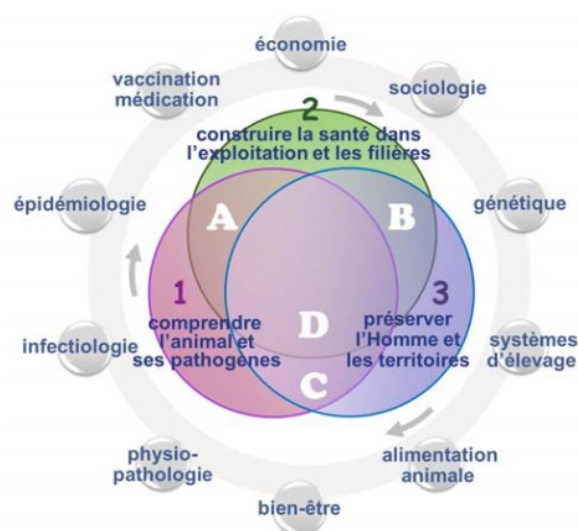 économie
vaccination
médication
sociologie
2
construire la santé dans
l'exploitation et les filières
épidémiologie
A
B
génétique
1
comprendre
l'animal et
ses pathogènes
D
3
préserver
l'Homme et
les territoires
infectiologie
systèmes
d'élevage
C
physio-
pathologie
alimentation
animale
bien-être